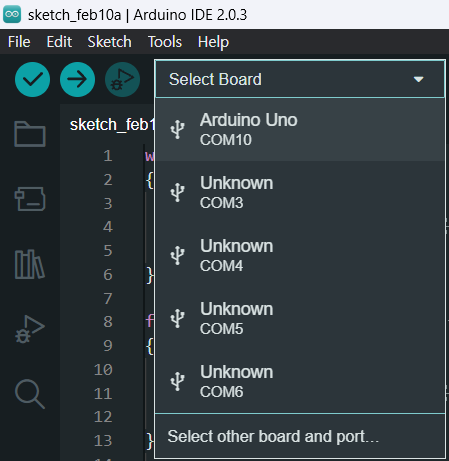 sketch_feb10a | Arduino IDE 2.0.3
File Edit Sketch Tools Help
Select Board
sketch_feb1
Arduino Uno
COM10
Unknown
COM3
Unknown
COM4
Unknown
COM5
Unknown
COM6
Select other board and port...
1 w
2 {
3
4
5
6 }
7
8 f
9 {
10
11
12
13 }